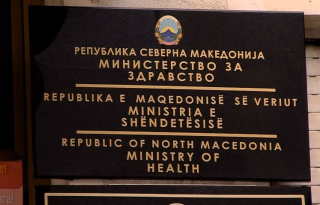 РЕПУБЛИКА СЕВЕРНА МАКЕДОНИЈА
МИНИСТЕРСТВО ЗА
ЗДРАВСТВО
REPUBLIKA E MAQEDONISË SË VERIUT
MINISTRIA E
SHËNDETËSISË
REPUBLIC OF NORTH MACEDONIA
MINISTRY OF
HEALTH